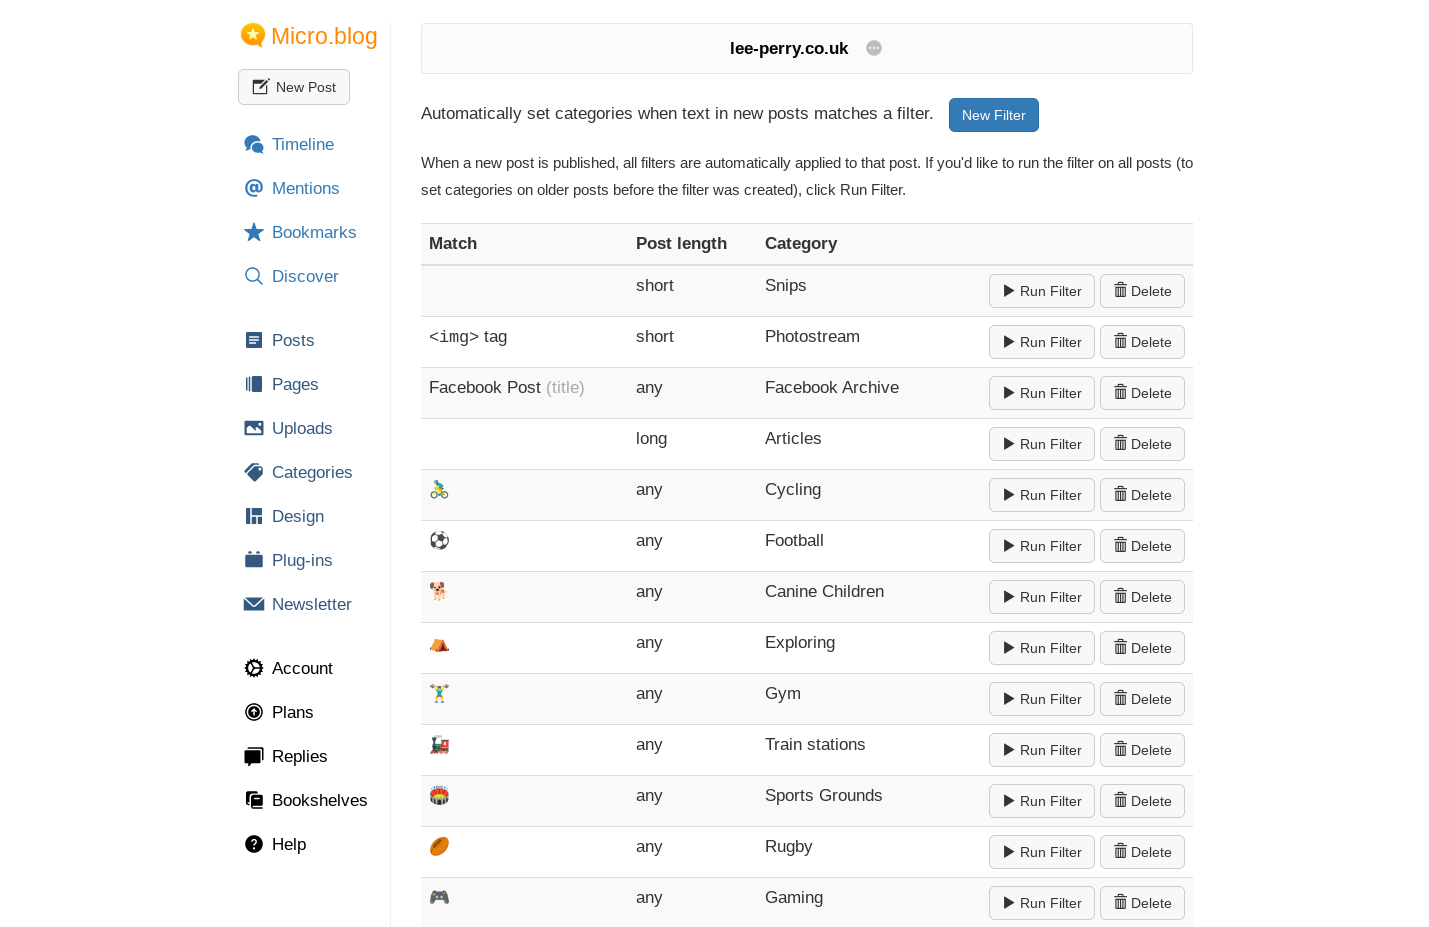 Micro.blog
New Post
Timeline
Mentions
Bookmarks
Discover
Posts
Pages
Uploads
Categories
Design
Plug-ins
Newsletter
Account
Plans
Replies
Bookshelves
Help
lee-perry.co.uk
Automatically set categories when text in new posts matches a filter. New Filter
When a new post is published, all filters are automatically applied to that post. If you'd like to run the filter on all posts (to
set categories on older posts before the filter was created), click Run Filter.
Match Post length Category
short Snips Run Filter Delete
<img> tag short Photostream Run Filter Delete
Facebook Post (title) any Facebook Archive Run Filter Delete
long Articles Run Filter Delete
🚴‍♂️ any Cycling Run Filter Delete
⚽ any Football Run Filter Delete
🐕 any Canine Children Run Filter Delete
⛺ any Exploring Run Filter Delete
🏋️‍♂️ any Gym Run Filter Delete
🚂 any Train stations Run Filter Delete
🏟️ any Sports Grounds Run Filter Delete
🏉 any Rugby Run Filter Delete
🎮 any Gaming Run Filter Delete